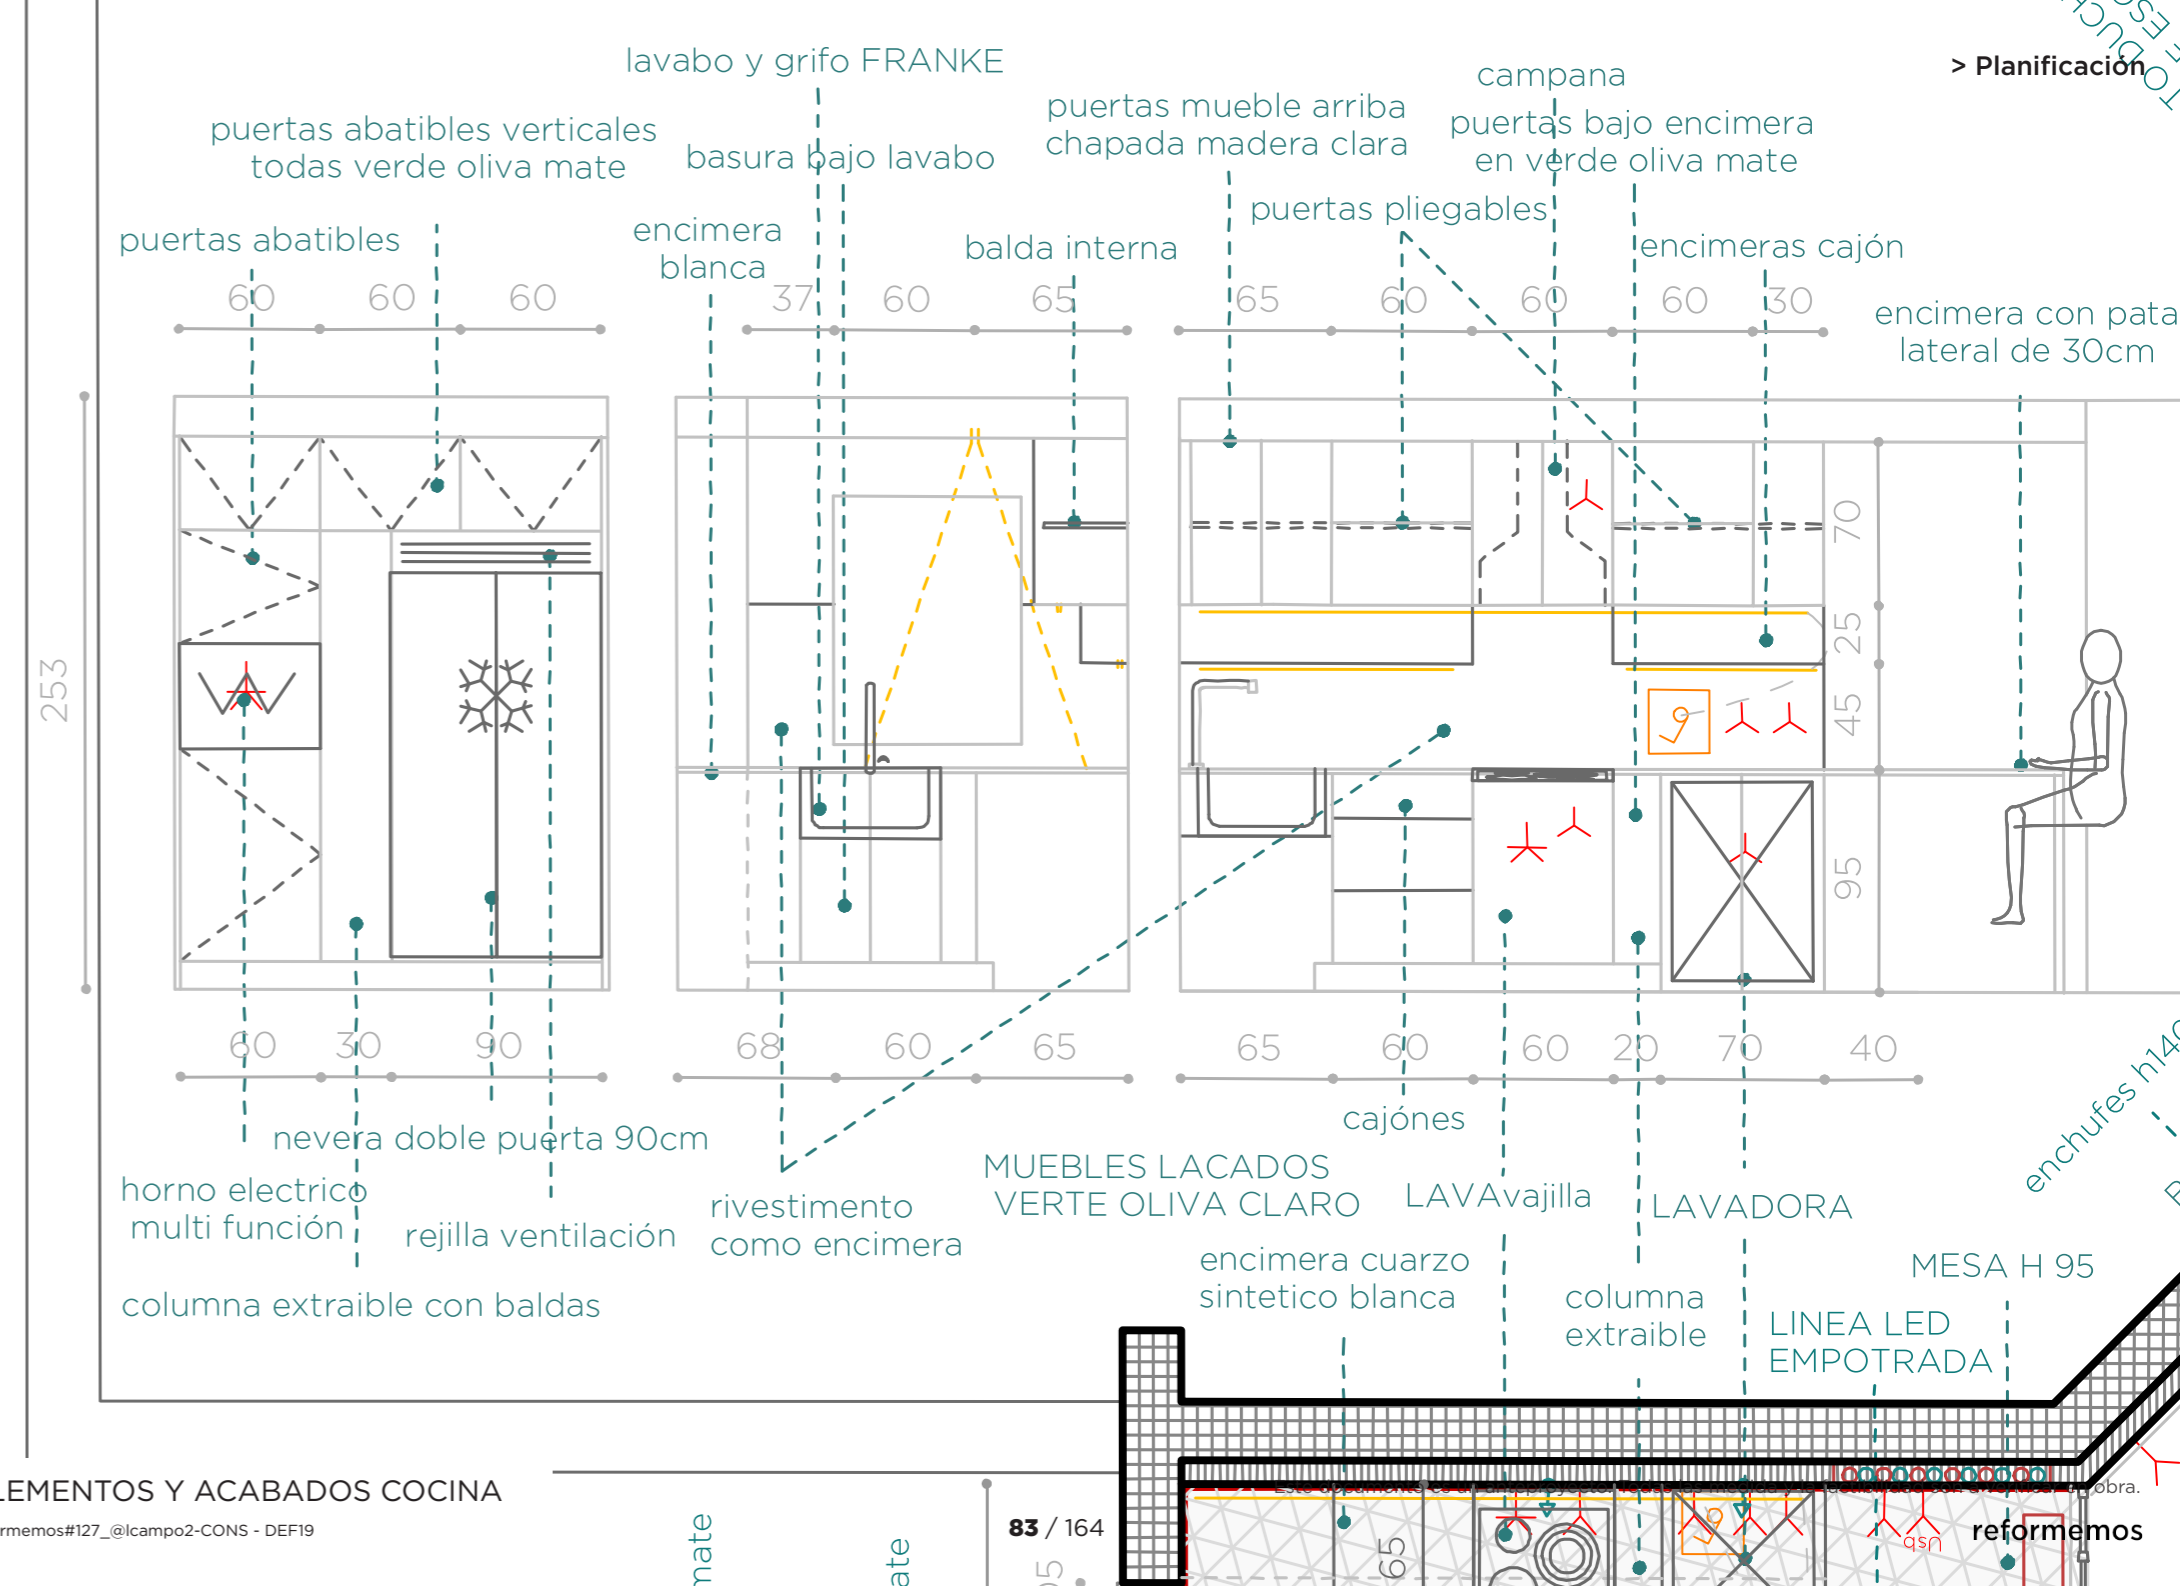 > Planificación
lavabo y grifo FRANKE
campana
puertas mueble arriba
chapada madera clara
puertas bajo encimera
en verde oliva mate
puertas abatibles verticales
todas verde oliva mate
basura bajo lavabo
puertas pliegables
puertas abatibles
encimera
blanca
balda interna
encimeras cajón
encimera con pata
lateral de 30cm
60 60 60
37 60 65
65 60 60 60 30
253
70
25
45
95
60 30 90
68 60 65
65 60 60 20 70 40
cajónes
nevera doble puerta 90cm
horno electrico
multi función
rejilla ventilación
columna extraible con baldas
rivestimento
como encimera
MUEBLES LACADOS
VERTE OLIVA CLARO
LAVAvajilla
LAVADORA
encimera cuarzo
sintetico blanca
columna
extraible
MESA H 95
LINEA LED
EMPOTRADA
enchufes h140
LEMENTOS Y ACABADOS COCINA
rmemos#127_@lcampo2-CONS - DEF19
83 / 164
obra.
reformemos
usb
65
mate